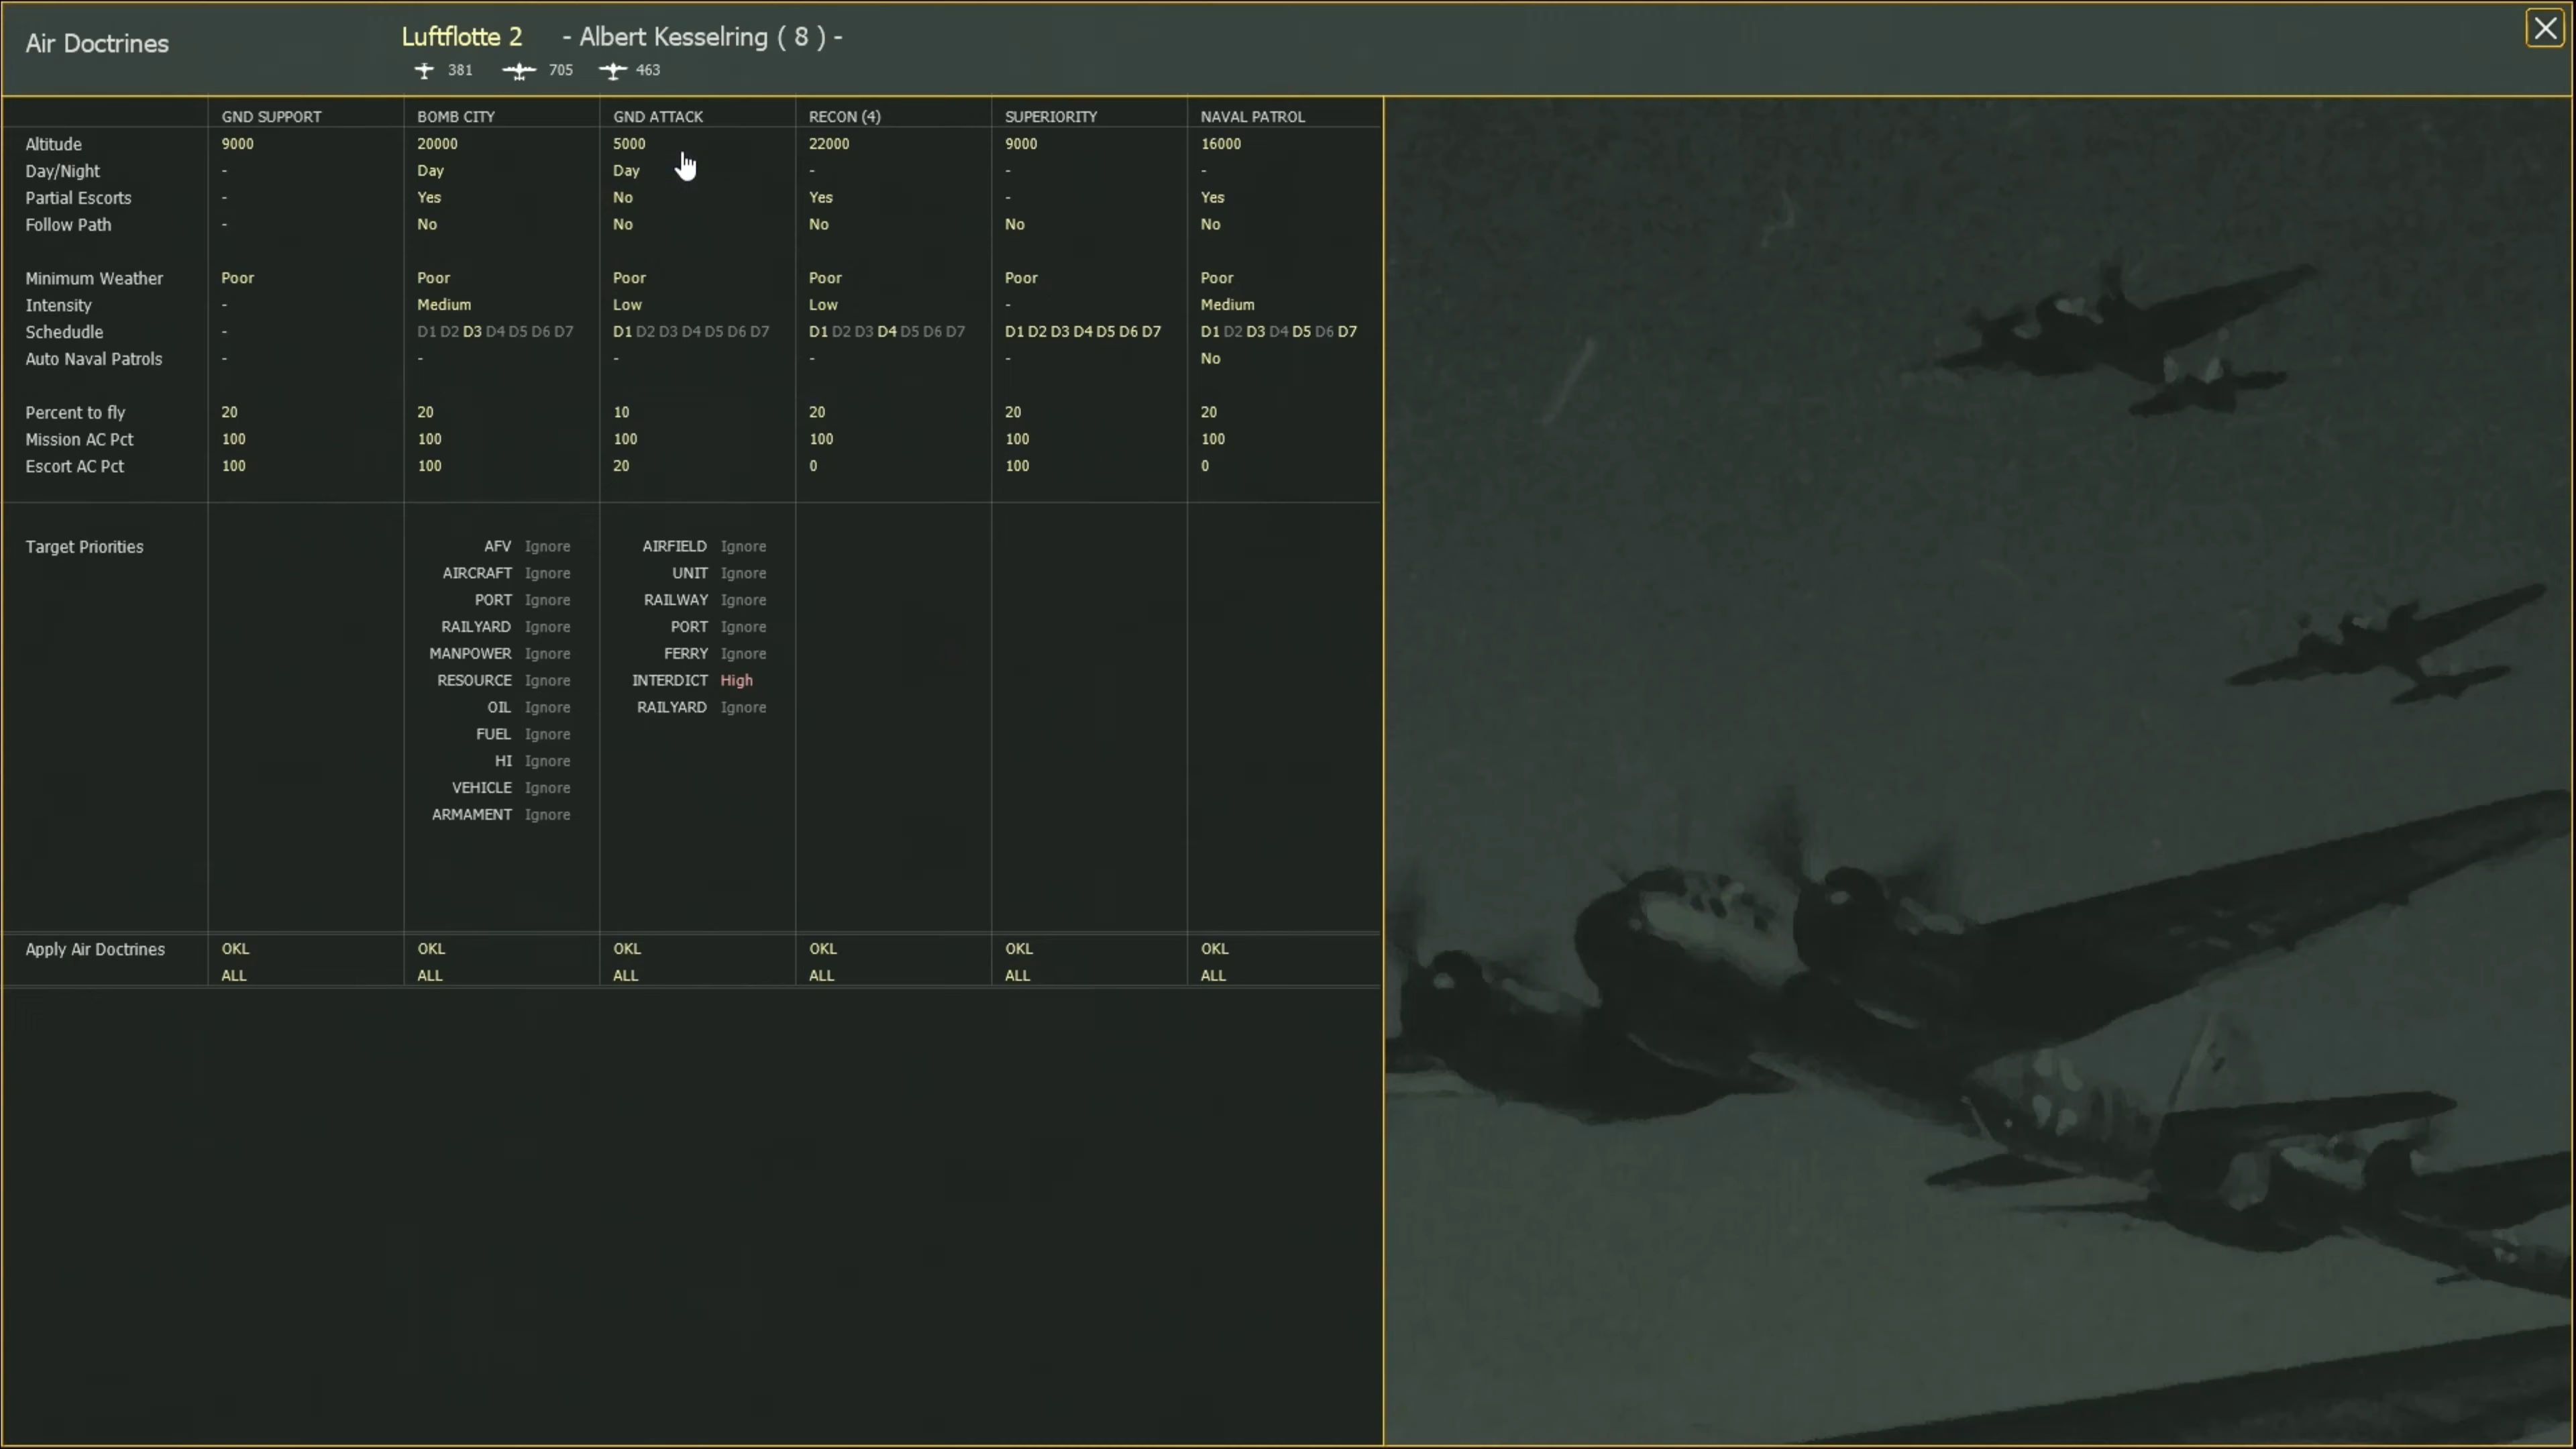 Air Doctrines
Luftflotte 2 - Albert Kesselring ( 8 ) -
381 705 463
GND SUPPORT BOMB CITY GND ATTACK RECON (4) SUPERIORITY NAVAL PATROL
Altitude 9000 20000 5000 22000 9000 16000
Day/Night - Day Day - - -
Partial Escorts - Yes No Yes - Yes
Follow Path - No No No No No
Minimum Weather Poor Poor Poor Poor Poor Poor
Intensity - Medium Low Low - Medium
Schedudle - D1 D2 D3 D4 D5 D6 D7 D1 D2 D3 D4 D5 D6 D7 D1 D2 D3 D4 D5 D6 D7 D1 D2 D3 D4 D5 D6 D7 D1 D2 D3 D4 D5 D6 D7
Auto Naval Patrols - - - - - No
Percent to fly 20 20 10 20 20 20
Mission AC Pct 100 100 100 100 100 100
Escort AC Pct 100 100 20 0 100 0
Target Priorities AFV Ignore AIRFIELD Ignore
AIRCRAFT Ignore UNIT Ignore
PORT Ignore RAILWAY Ignore
RAILYARD Ignore PORT Ignore
MANPOWER Ignore FERRY Ignore
RESOURCE Ignore INTERDICT High
OIL Ignore RAILYARD Ignore
FUEL Ignore
HI Ignore
VEHICLE Ignore
ARMAMENT Ignore
Apply Air Doctrines OKL OKL OKL OKL OKL OKL
ALL ALL ALL ALL ALL ALL